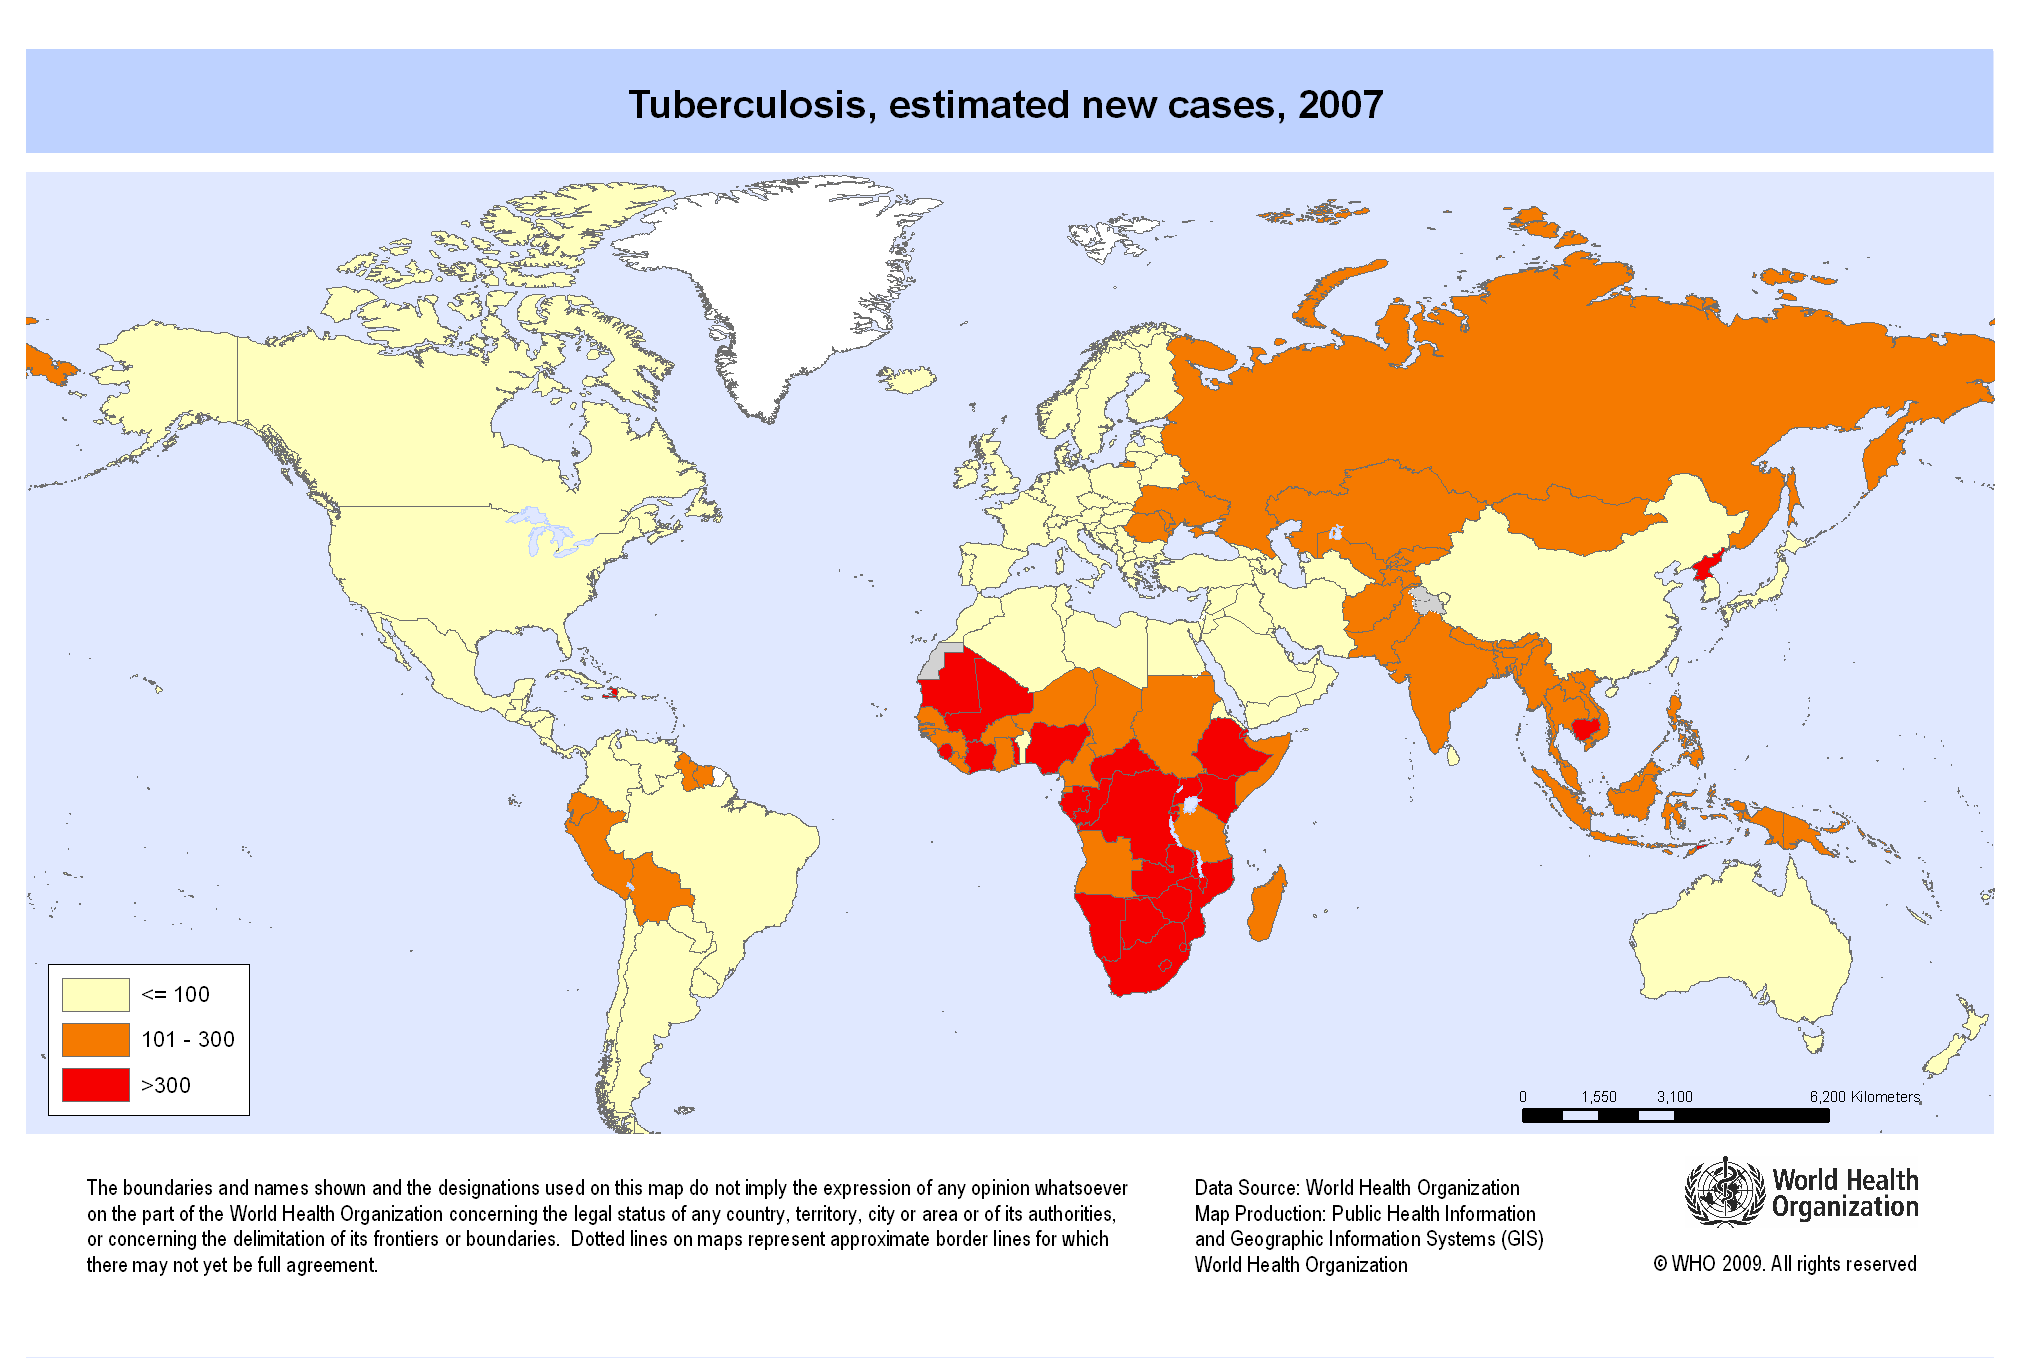 Tuberculosis, estimated new cases, 2007
<= 100
101 - 300
>300
0 1,550 3,100 6,200 Kilometers
The boundaries and names shown and the designations used on this map do not imply the expression of any opinion whatsoever
on the part of the World Health Organization concerning the legal status of any country, territory, city or area or of its authorities,
or concerning the delimitation of its frontiers or boundaries. Dotted lines on maps represent approximate border lines for which
there may not yet be full agreement.
Data Source: World Health Organization
Map Production: Public Health Information
and Geographic Information Systems (GIS)
World Health Organization
World Health
Organization
© WHO 2009. All rights reserved